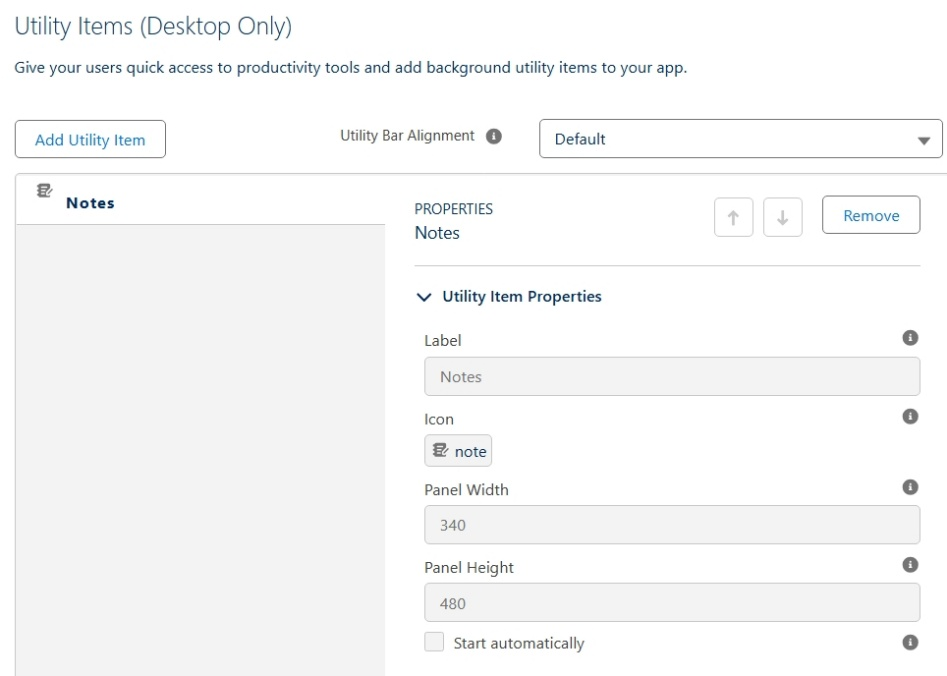 Utility Items (Desktop Only)
Give your users quick access to productivity tools and add background utility items to your app.
Add Utility Item
Utility Bar Alignment
Default
Notes
PROPERTIES
Notes
Remove
Utility Item Properties
Label
Notes
Icon
note
Panel Width
340
Panel Height
480
Start automatically